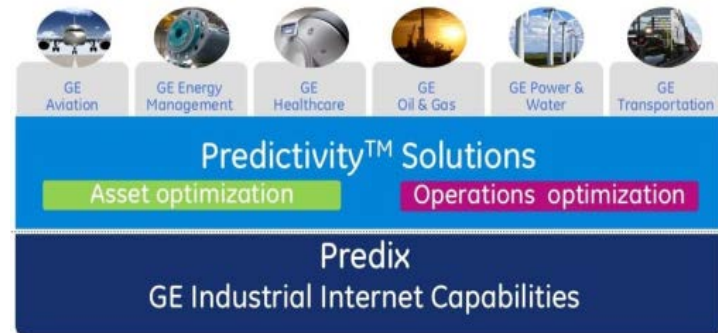 GE
Aviation
GE Energy
Management
GE
Healthcare
GE
Oil & Gas
GE Power &
Water
GE
Transportation
Predictivity™ Solutions
Asset optimization
Operations optimization
Predix
GE Industrial Internet Capabilities